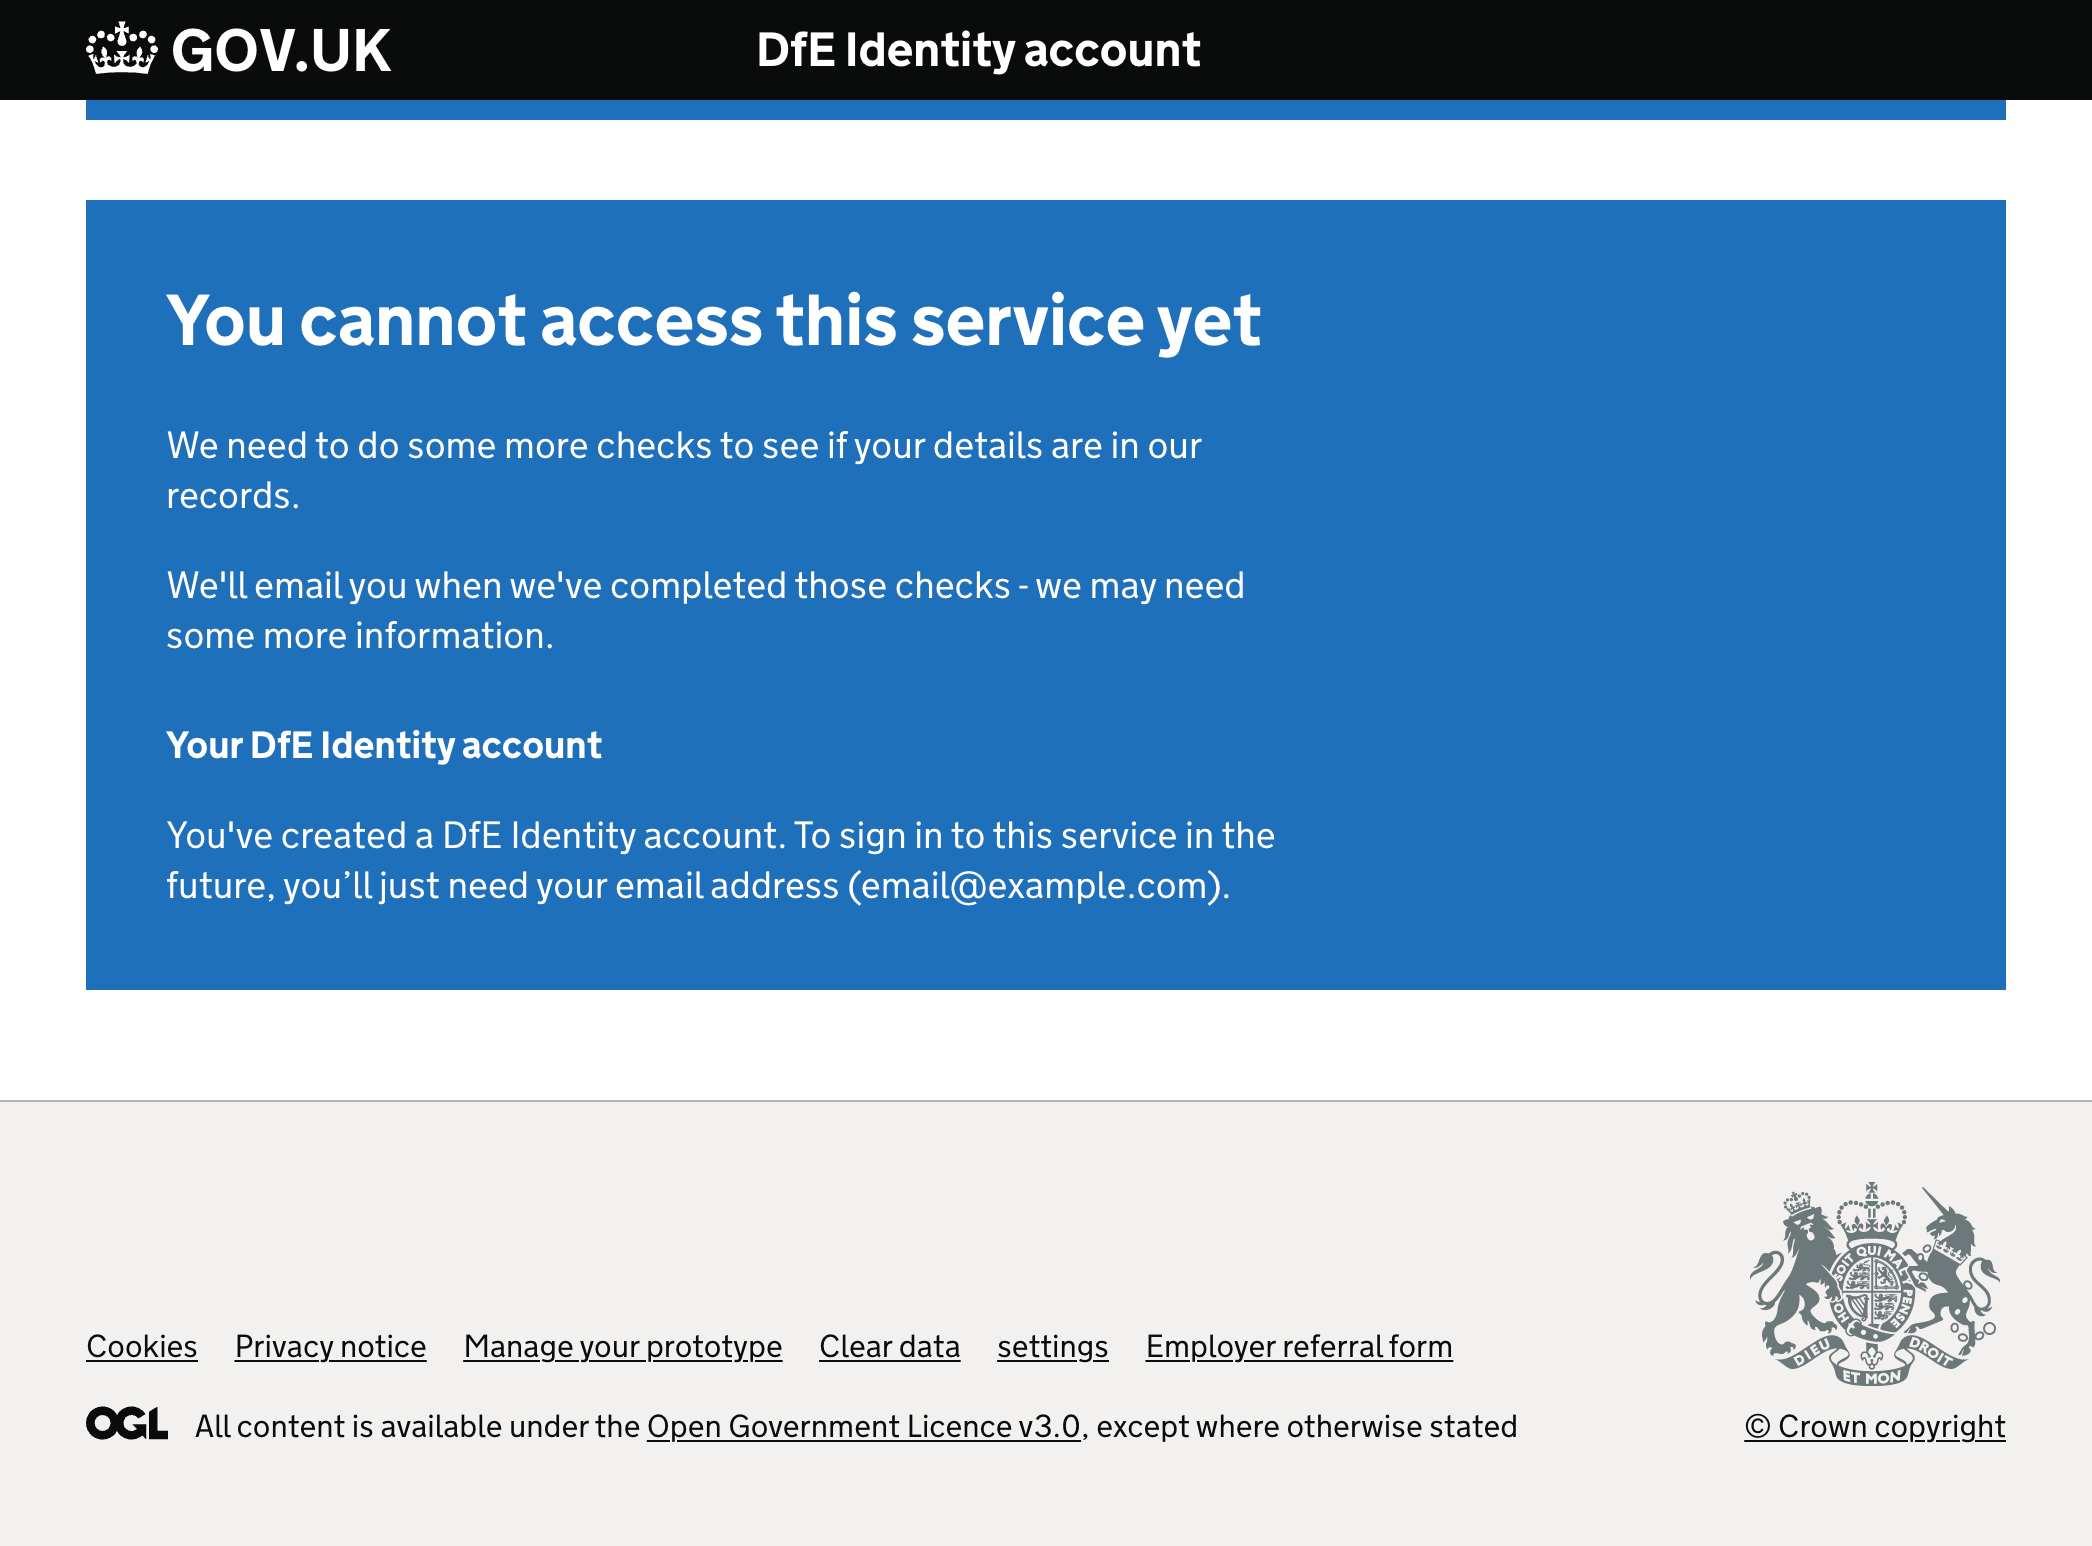 GOV.UK
DfE Identity account
You cannot access this service yet
We need to do some more checks to see if your details are in our
records.
We'll email you when we've completed those checks - we may need
some more information.
Your DfE Identity account
You've created a DfE Identity account. To sign in to this service in the
future, you’ll just need your email address (email@example.com).
SOIT QUI MAL Y PENSE HO
DIEU ET MON DROIT
Cookies Privacy notice Manage your prototype Clear data settings Employer referral form
OGL All content is available under the Open Government Licence v3.0, except where otherwise stated
© Crown copyright